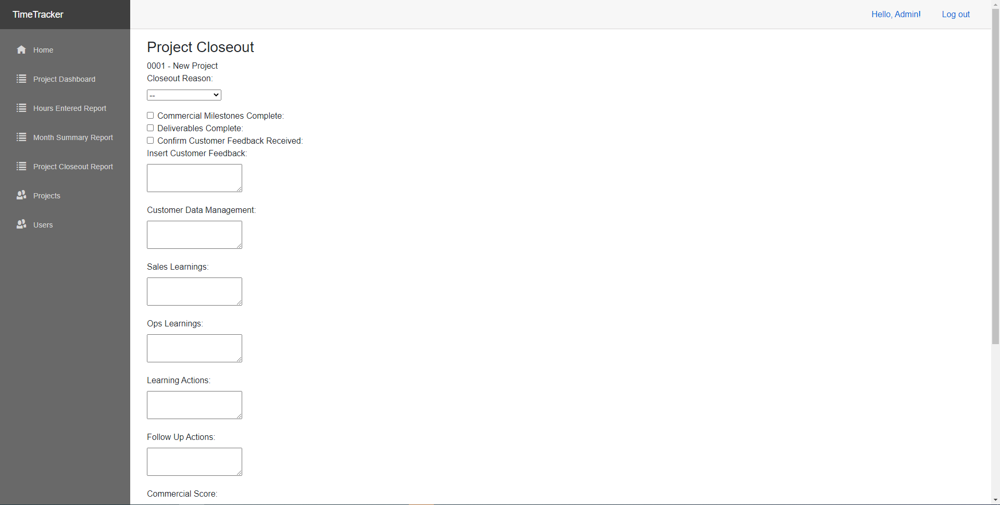 TimeTracker
Hello, Admin!
Log out
Home
Project Dashboard
Hours Entered Report
Month Summary Report
Project Closeout Report
Projects
Users
Project Closeout
0001 - New Project
Closeout Reason:
--
Commercial Milestones Complete:
Deliverables Complete:
Confirm Customer Feedback Received:
Insert Customer Feedback:
Customer Data Management:
Sales Learnings:
Ops Learnings:
Learning Actions:
Follow Up Actions:
Commercial Score: